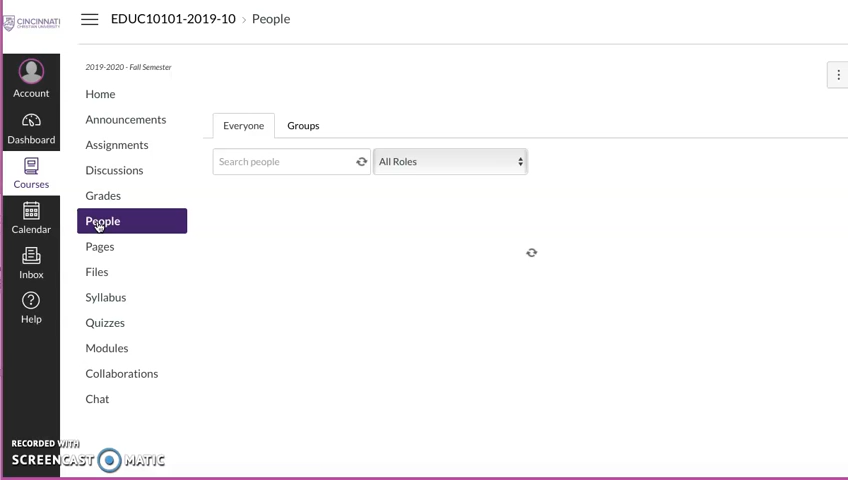 CINCINNATI
CHRISTIAN UNIVERSITY
EDUC10101-2019-10 › People
2019-2020 - Fall Semester
Account
Dashboard
Courses
Calendar
Inbox
Help
Home
Announcements
Assignments
Discussions
Grades
People
Pages
Files
Syllabus
Quizzes
Modules
Collaborations
Chat
Everyone
Groups
Search people
All Roles
RECORDED WITH
SCREENCAST MATIC